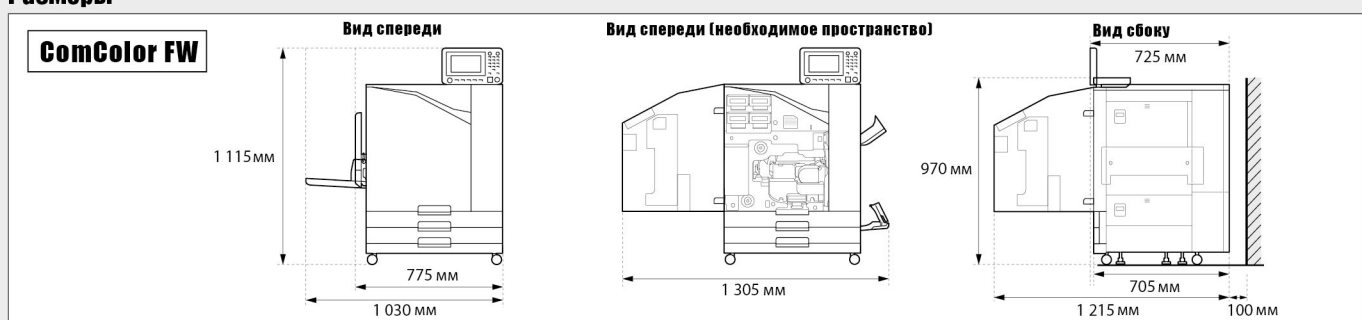 Размеры
ComColor FW
Вид спереди
1 115 мм
775 мм
1 030 мм
Вид спереди (необходимое пространство)
1 305 мм
Вид сбоку
725 мм
970 мм
705 мм
1 215 мм
100 мм